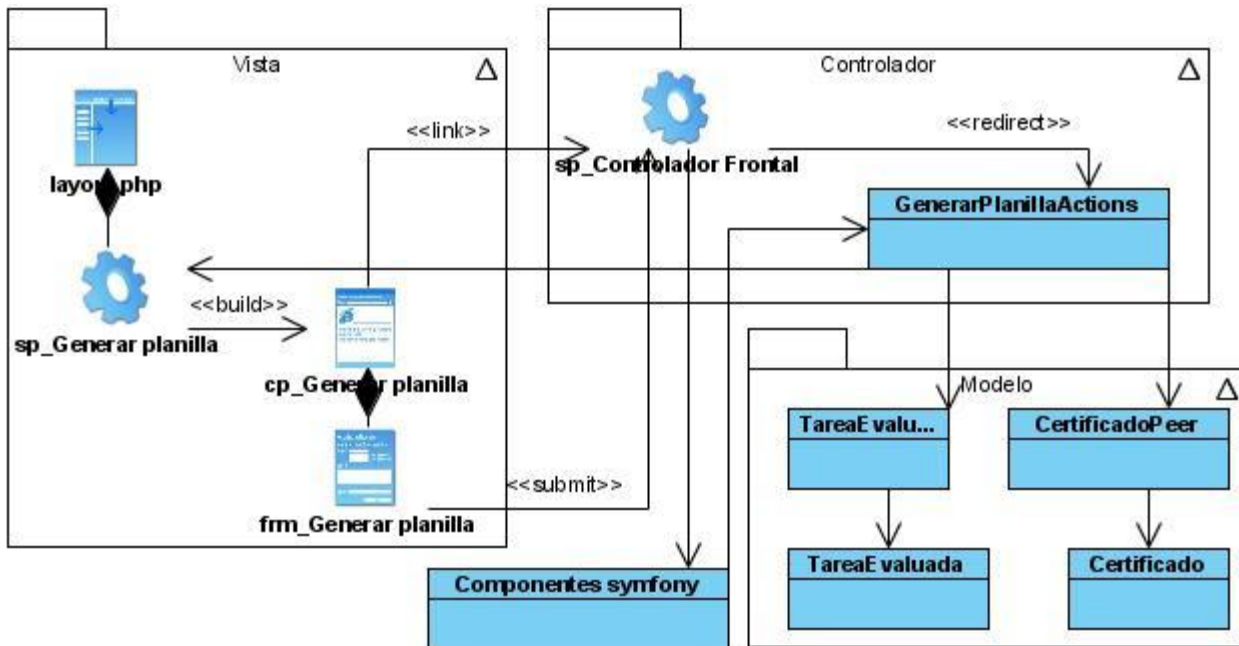 Vista
Controlador
<<link>>
<<redirect>>
layout.php
sp_Controlador Frontal
GenerarPlanillaActions
<<build>>
sp_Generar planilla
cp_Generar planilla
Modelo
TareaEvalu...
CertificadoPeer
<<submit>>
frm_Generar planilla
TareaEvaluada
Certificado
Componentes symfony